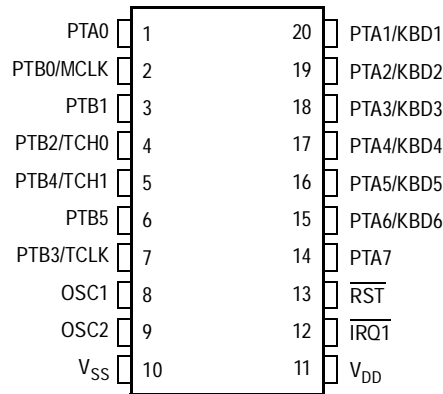 PTA0 1 20 PTA1/KBD1
PTB0/MCLK 2 19 PTA2/KBD2
PTB1 3 18 PTA3/KBD3
PTB2/TCH0 4 17 PTA4/KBD4
PTB4/TCH1 5 16 PTA5/KBD5
PTB5 6 15 PTA6/KBD6
PTB3/TCLK 7 14 PTA7
OSC1 8 13 R̅S̅T̅
OSC2 9 12 I̅R̅Q̅1̅
VSS 10 11 VDD